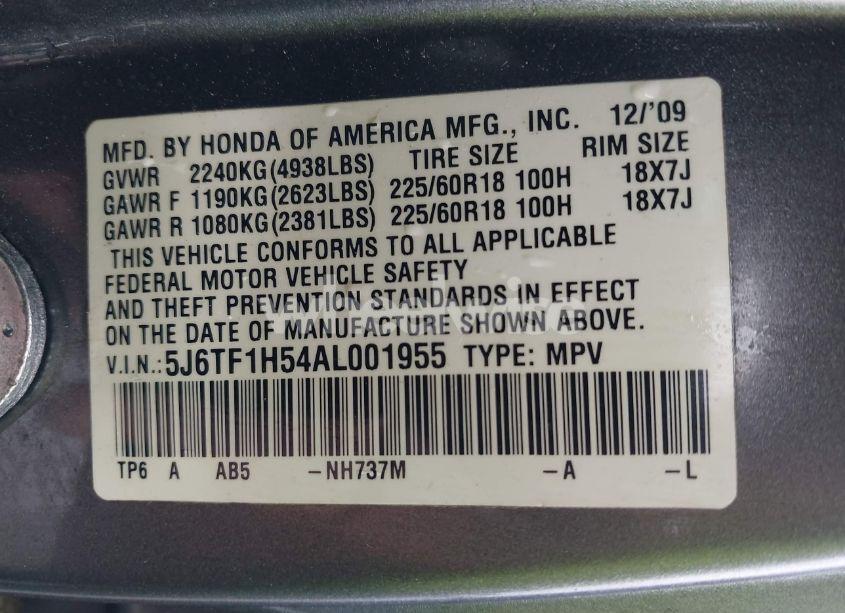 MFD. BY HONDA OF AMERICA MFG., INC. 12/'09
GVWR 2240KG(4938LBS) TIRE SIZE RIM SIZE
GAWR F 1190KG(2623LBS) 225/60R18 100H 18X7J
GAWR R 1080KG(2381LBS) 225/60R18 100H 18X7J
THIS VEHICLE CONFORMS TO ALL APPLICABLE
FEDERAL MOTOR VEHICLE SAFETY
AND THEFT PREVENTION STANDARDS IN EFFECT
ON THE DATE OF MANUFACTURE SHOWN ABOVE.
V.I.N.: 5J6TF1H54AL001955 TYPE: MPV
TP6 A AB5 -NH737M -A -L